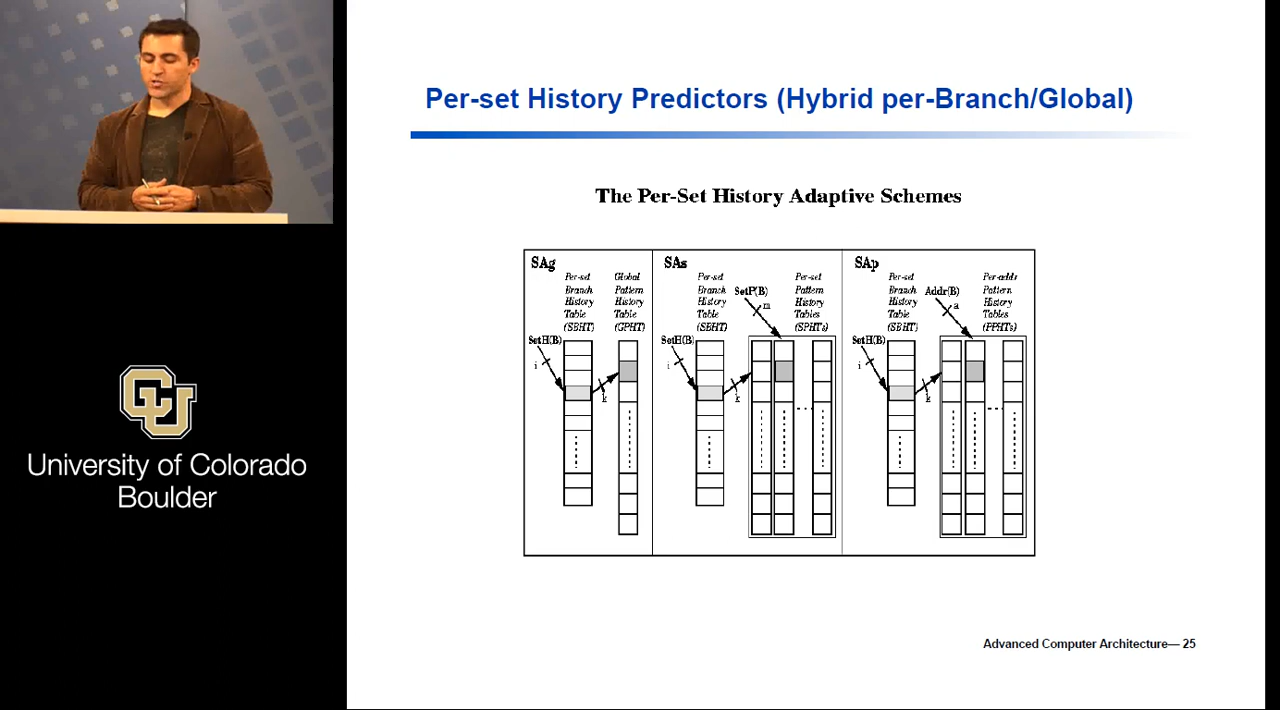 Per-set History Predictors (Hybrid per-Branch/Global)
The Per-Set History Adaptive Schemes
SAg
Per-set
Branch
History
Table
(SBHT)
Global
Pattern
History
Table
(GPHT)
SetH(B)
i
k
SAs
Per-set
Branch
History
Table
(SBHT)
SetP(B)
m
Per-set
Pattern
History
Tables
(SPHTs)
SetH(B)
i
k
SAp
Per-set
Branch
History
Table
(SBHT)
Addr(B)
a
Per-addr
Pattern
History
Tables
(PPHTs)
SetH(B)
i
k
CU
University of Colorado
Boulder
Advanced Computer Architecture— 25